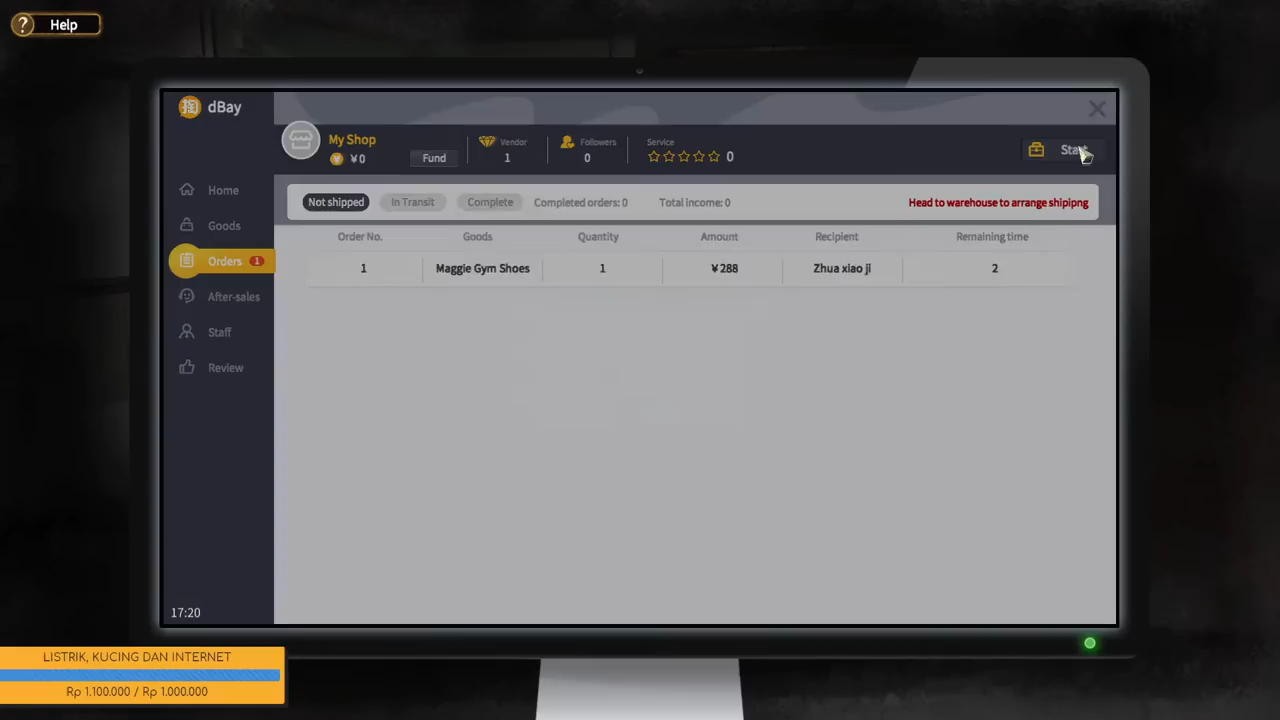 ? Help
掏 dBay
My Shop
¥0
Fund
Vendor
1
Followers
0
Service
0
Start
Home
Goods
Orders 1
After-sales
Staff
Review
Not shipped In Transit Complete Completed orders: 0 Total income: 0 Head to warehouse to arrange shipipng
Order No. Goods Quantity Amount Recipient Remaining time
1 Maggie Gym Shoes 1 ¥288 Zhua xiao ji 2
17:20
LISTRIK, KUCING DAN INTERNET
Rp 1.100.000 / Rp 1.000.000